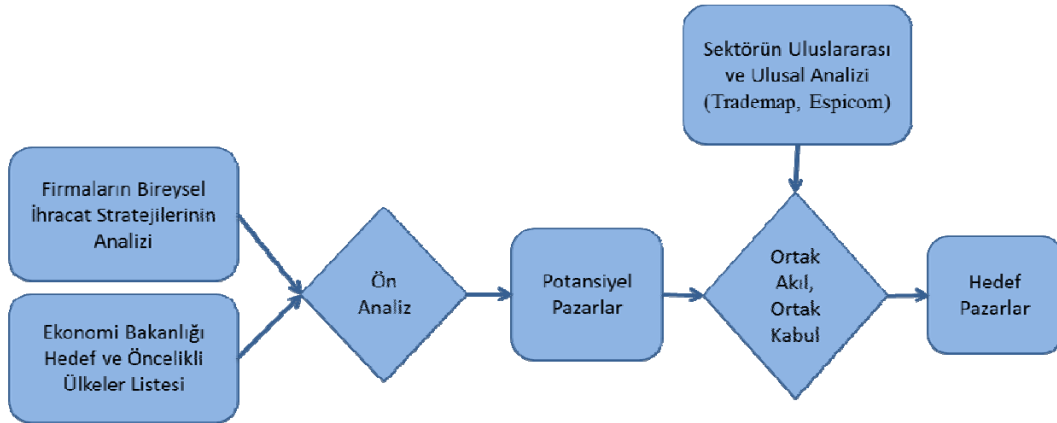 Sektörün Uluslararası
ve Ulusal Analizi
(Trademap, Espicom)
Firmaların Bireysel
İhracat Stratejilerinin
Analizi
Ekonomi Bakanlığı
Hedef ve Öncelikli
Ülkeler Listesi
Ön
Analiz
Potansiyel
Pazarlar
Ortak
Akıl,
Ortak
Kabul
Hedef
Pazarlar